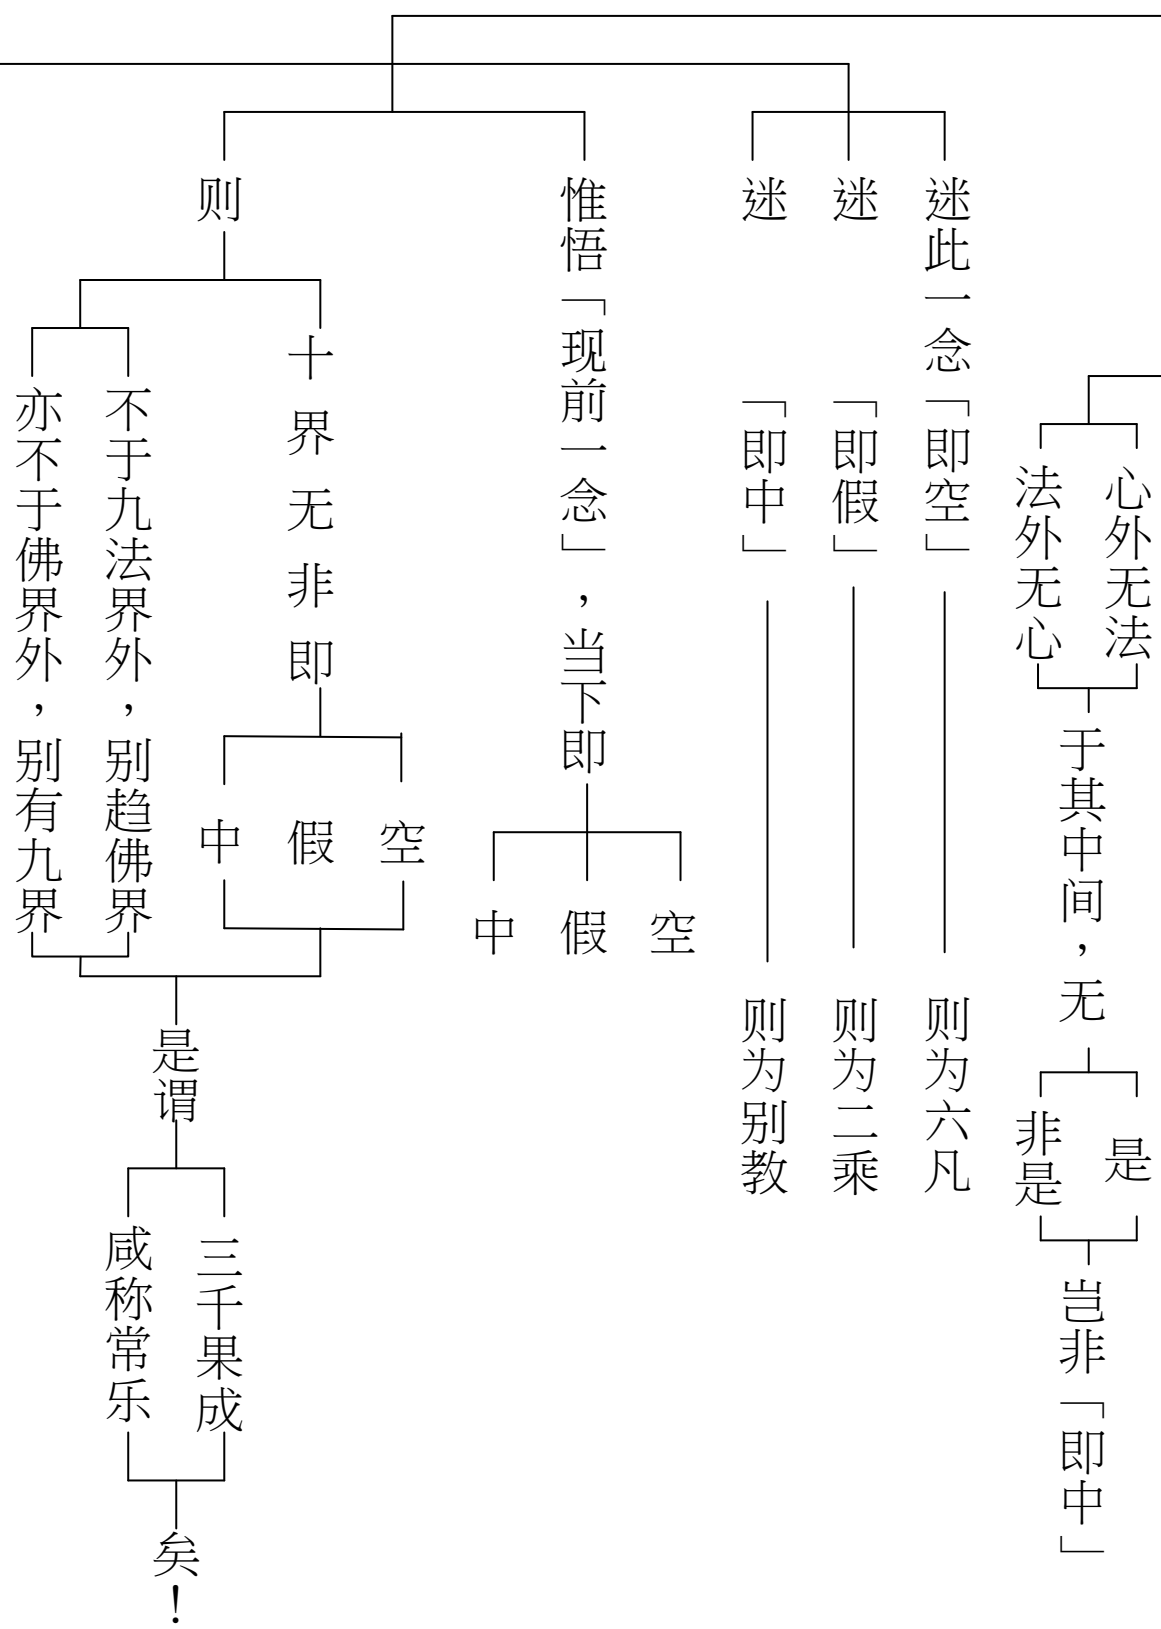 心外无法
法外无心
于其中间，无
是
非是
岂非「即中」
迷此一念「即空」
则为六凡
迷
「即假」
则为二乘
迷
「即中」
则为别教
惟悟「现前一念」，当下即
空
假
中
则
十界无非即
空
假
中
不于九法界外，别趋佛界
亦不于佛界外，别有九界
是谓
三千果成
咸称常乐
矣！